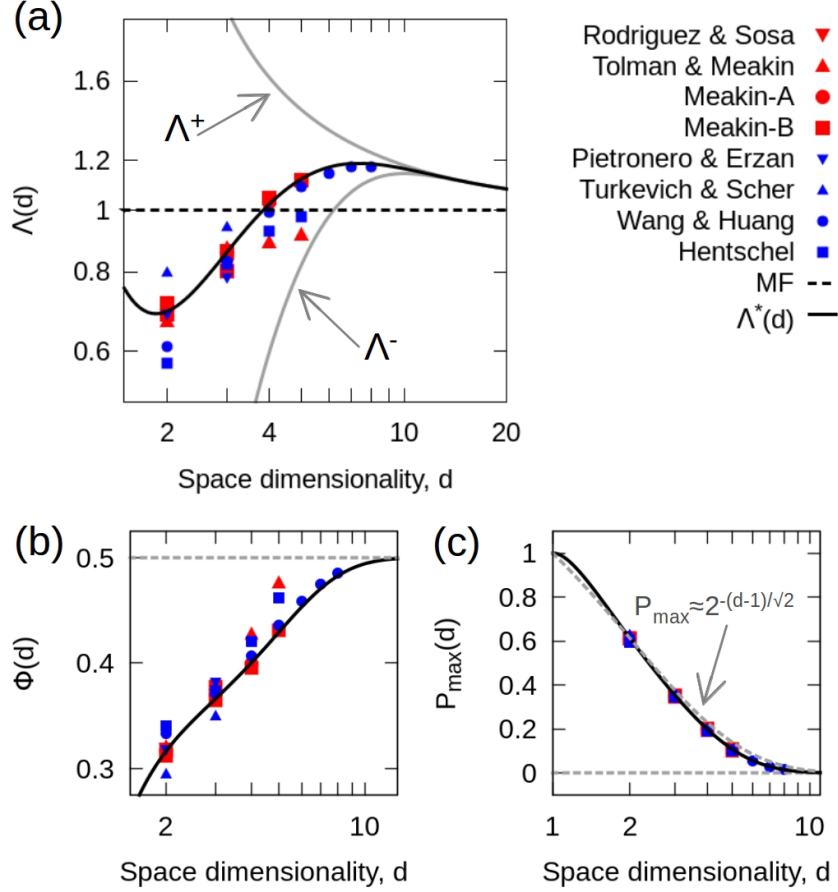 (a)
Λ(d)
1.6
1.2
1
0.8
0.6
Λ⁺
Λ⁻
2
4
10
20
Space dimensionality, d
Rodriguez & Sosa
Tolman & Meakin
Meakin-A
Meakin-B
Pietronero & Erzan
Turkevich & Scher
Wang & Huang
Hentschel
MF
Λ*(d)
(b)
Φ(d)
0.5
0.4
0.3
2
10
Space dimensionality, d
(c)
Pmax(d)
1
0.8
0.6
0.4
0.2
0
Pmax≈2^-(d-1)/√2
1
2
10
Space dimensionality, d